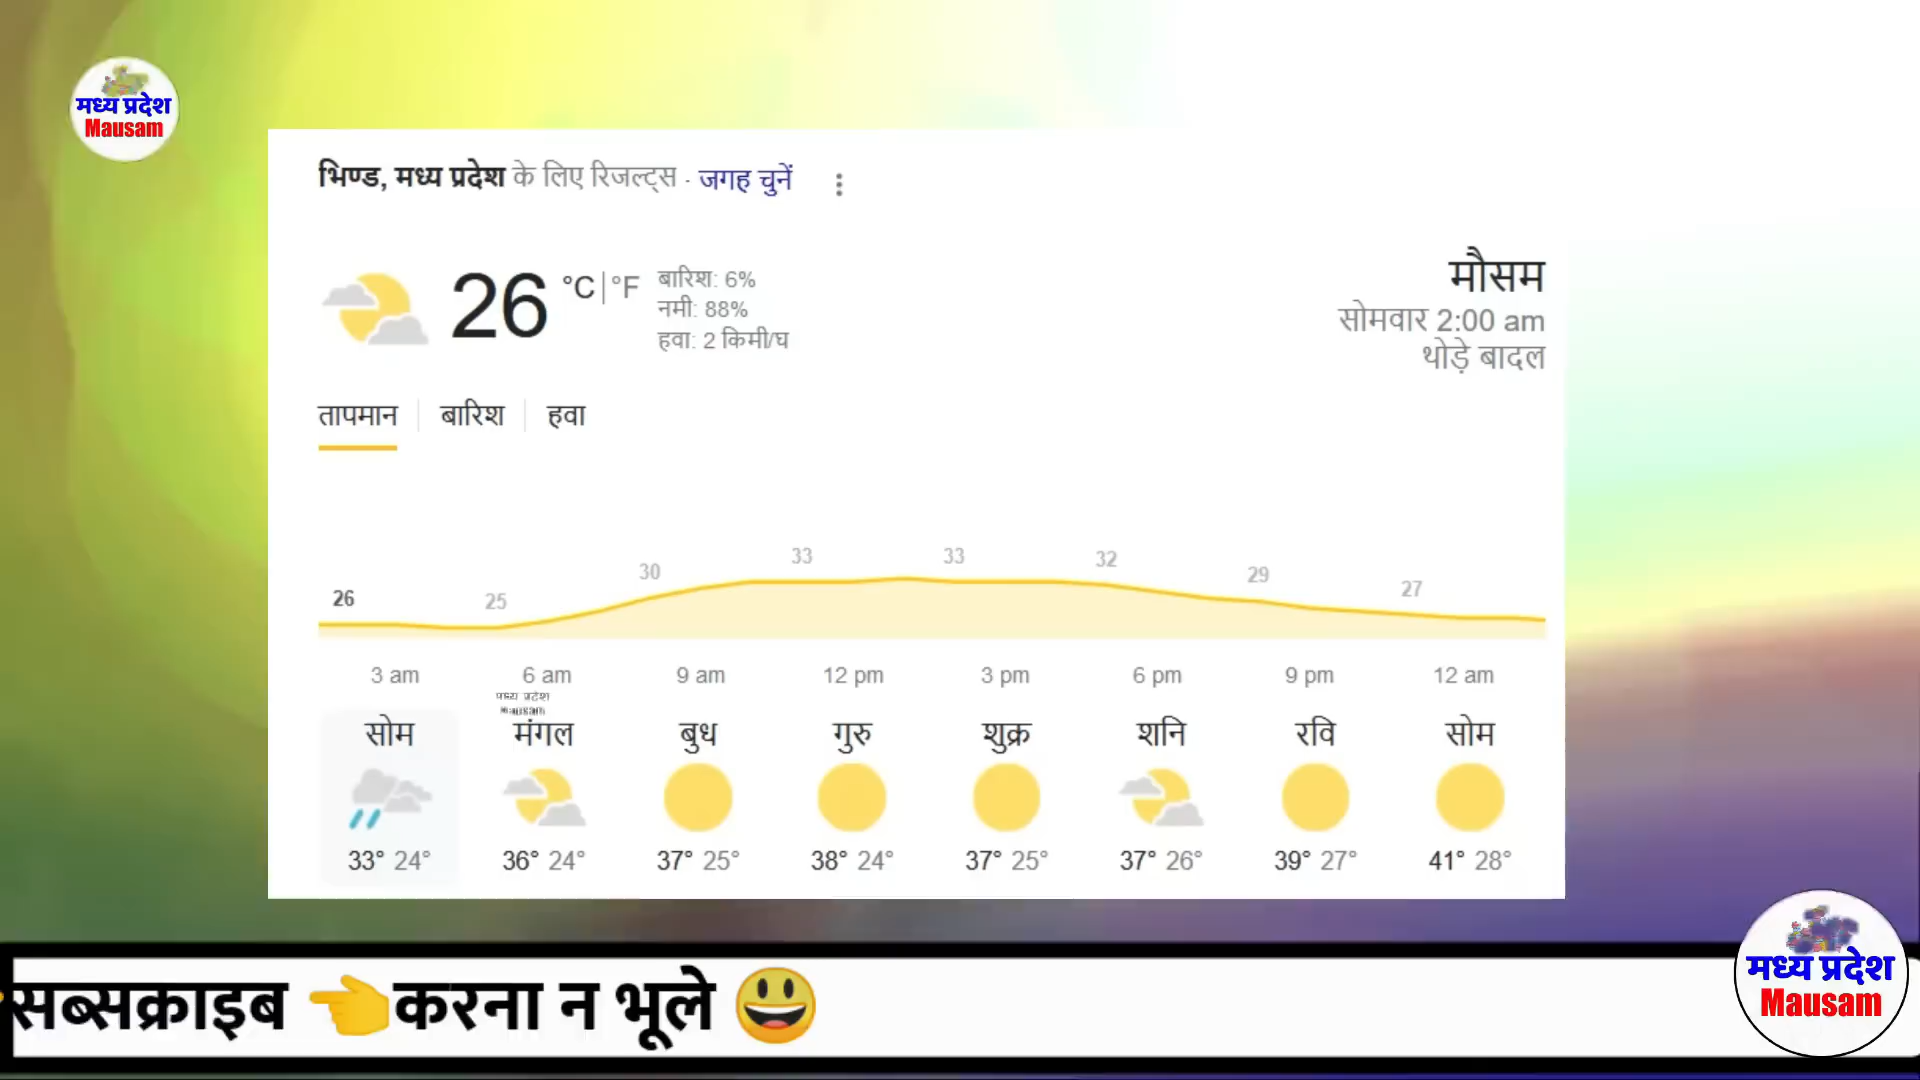 मध्य प्रदेश
Mausam
भिण्ड, मध्य प्रदेश के लिए रिजल्ट्स · जगह चुनें
26 °C|°F
बारिश: 6%
नमी: 88%
हवा: 2 किमी/घ
मौसम
सोमवार 2:00 am
थोड़े बादल
तापमान बारिश हवा
26 25 30 33 33 32 29 27
3 am 6 am 9 am 12 pm 3 pm 6 pm 9 pm 12 am
मध्य प्रदेश
Mausam
सोम मंगल बुध गुरु शुक्र शनि रवि सोम
33° 24° 36° 24° 37° 25° 38° 24° 37° 25° 37° 26° 39° 27° 41° 28°
सब्सक्राइब 👈करना न भूले 😃
मध्य प्रदेश
Mausam